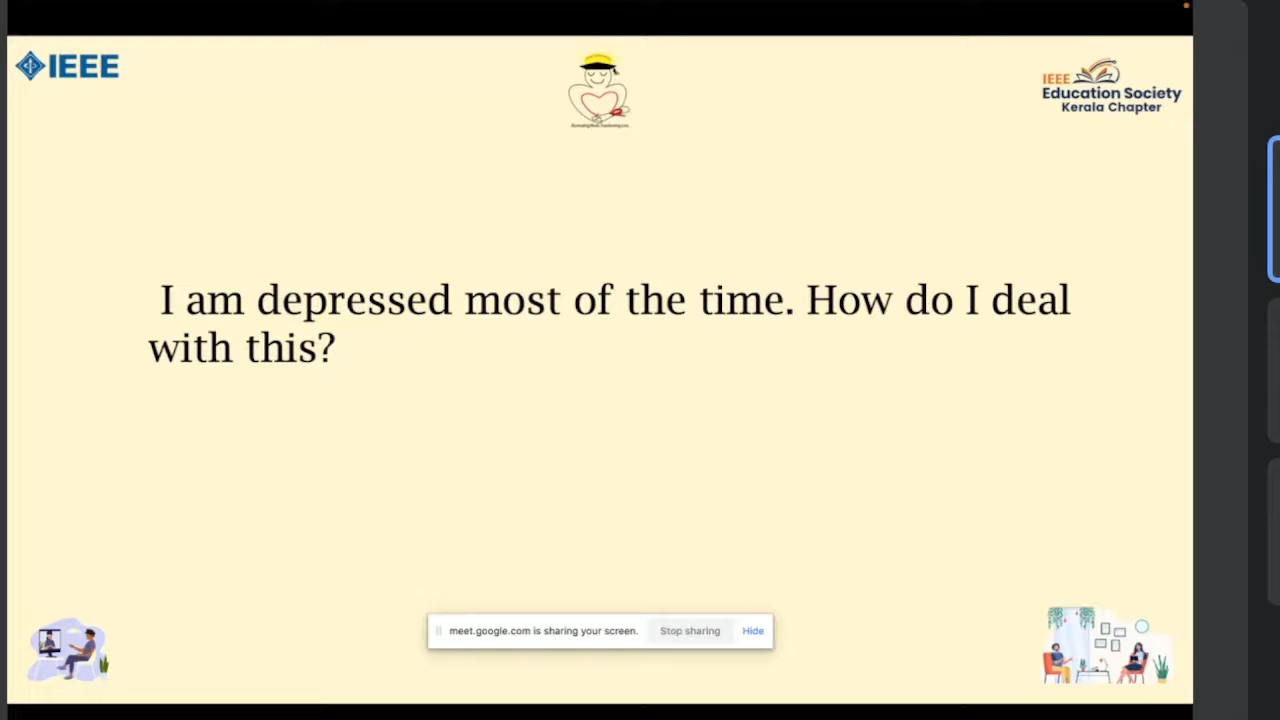 IEEE
IEEE
Education Society
Kerala Chapter
I am depressed most of the time. How do I deal
with this?
meet.google.com is sharing your screen. Stop sharing Hide